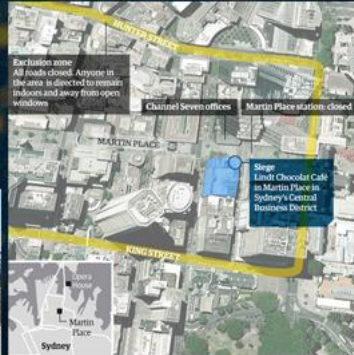 HUNTER STREET
Exclusion zone
All roads closed. Anyone in
the area is directed to remain
indoors and away from open
windows
Channel Seven offices
Martin Place station: closed
MARTIN PLACE
Siege
Lindt Chocolat Café
in Martin Place in
Sydney's Central
Business District
KING STREET
Opera
House
Martin
Place
Sydney